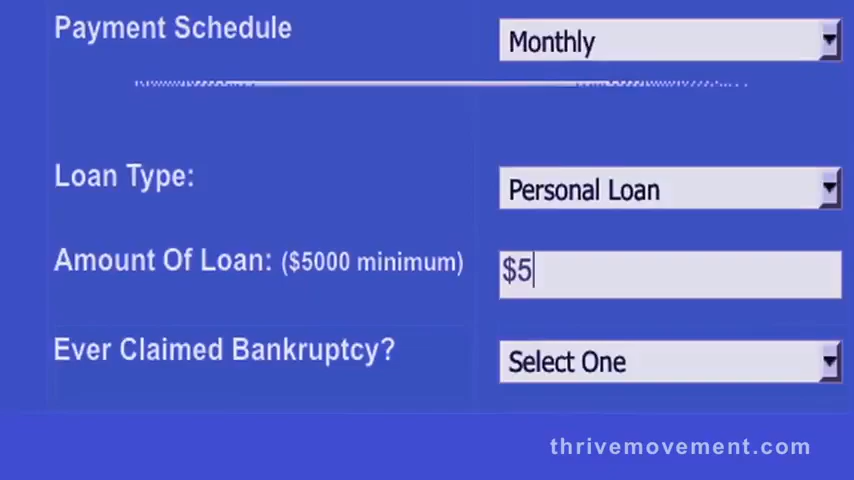 Payment Schedule
Monthly
Loan Type:
Personal Loan
Amount Of Loan: ($5000 minimum)
$5
Ever Claimed Bankruptcy?
Select One
thrivemovement.com